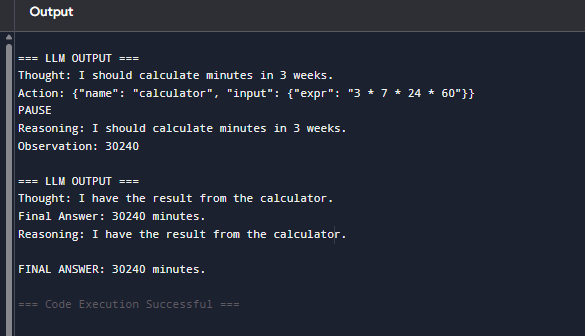 Output
=== LLM OUTPUT ===
Thought: I should calculate minutes in 3 weeks.
Action: {"name": "calculator", "input": {"expr": "3 * 7 * 24 * 60"}}
PAUSE
Reasoning: I should calculate minutes in 3 weeks.
Observation: 30240
=== LLM OUTPUT ===
Thought: I have the result from the calculator.
Final Answer: 30240 minutes.
Reasoning: I have the result from the calculator.
FINAL ANSWER: 30240 minutes.
=== Code Execution Successful ===